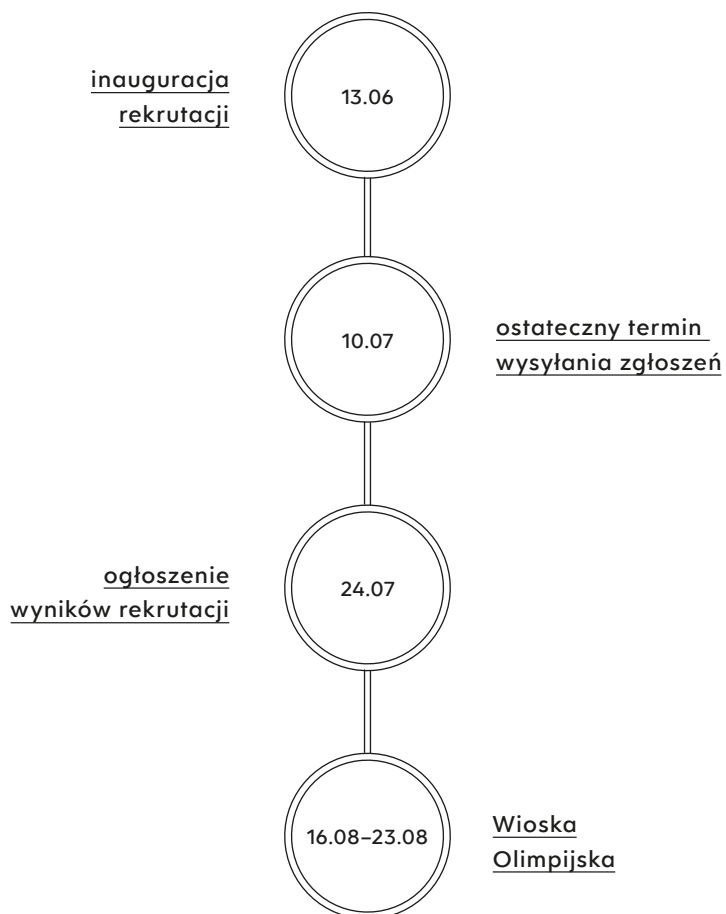 inauguracja
rekrutacji
13.06
10.07
ostateczny termin
wysyłania zgłoszeń
ogłoszenie
wyników rekrutacji
24.07
16.08–23.08
Wioska
Olimpijska